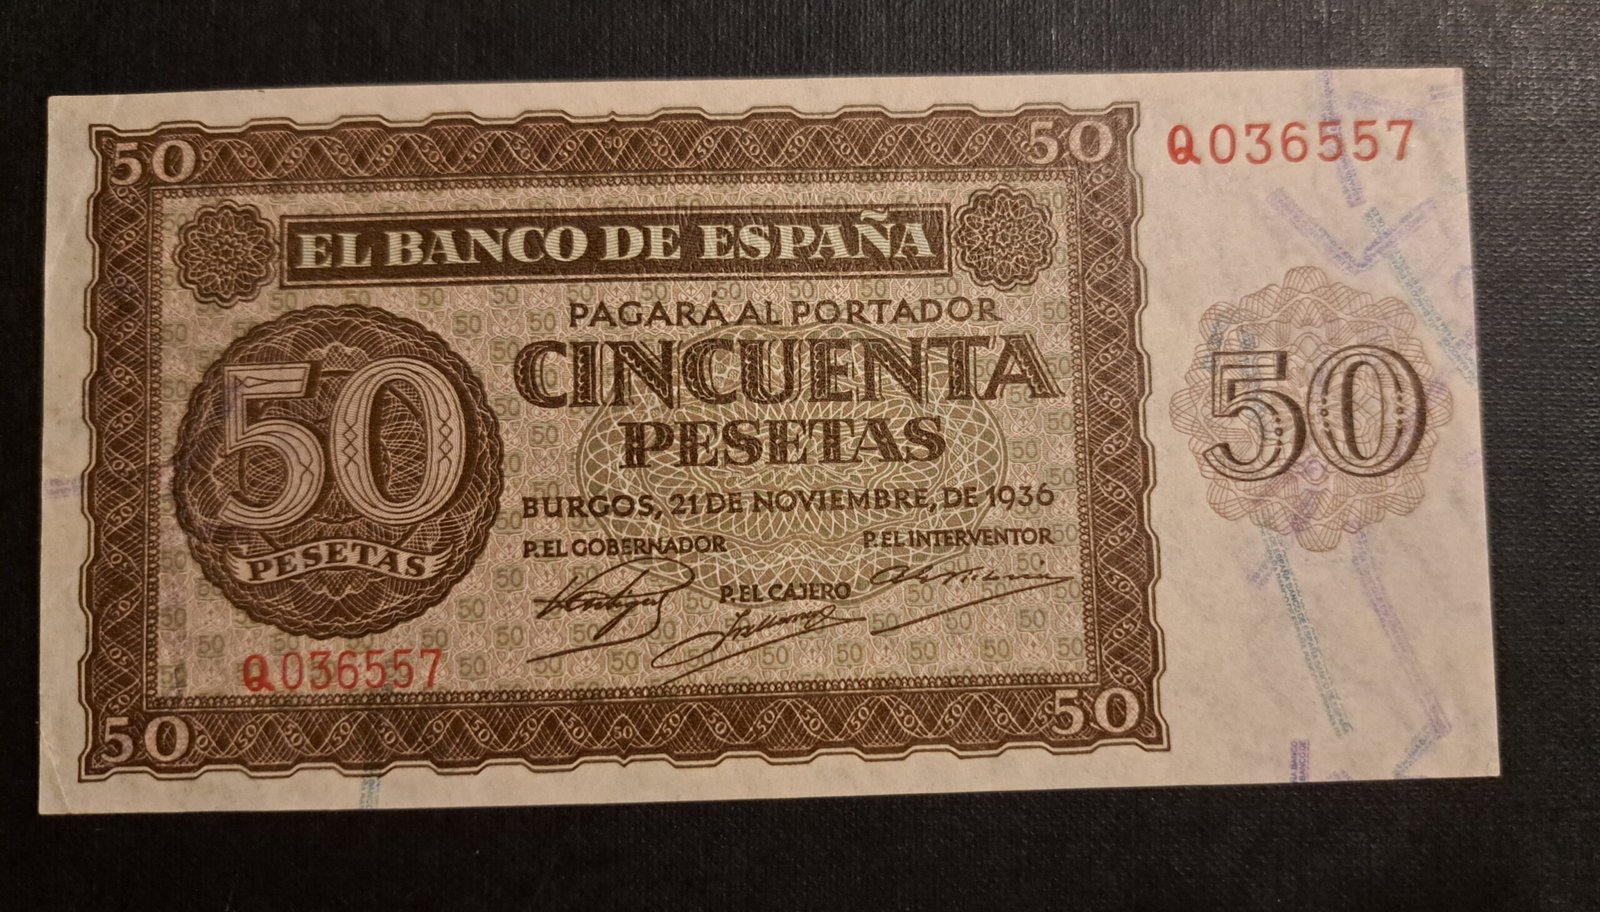 50 50
Q036557
EL BANCO DE ESPAÑA
PAGARÁ AL PORTADOR
CINCUENTA
PESETAS
50
PESETAS
50
BURGOS, 21 DE NOVIEMBRE, DE 1936
P. EL GOBERNADOR
P. EL INTERVENTOR
P. EL CAJERO
Q036557
50 50